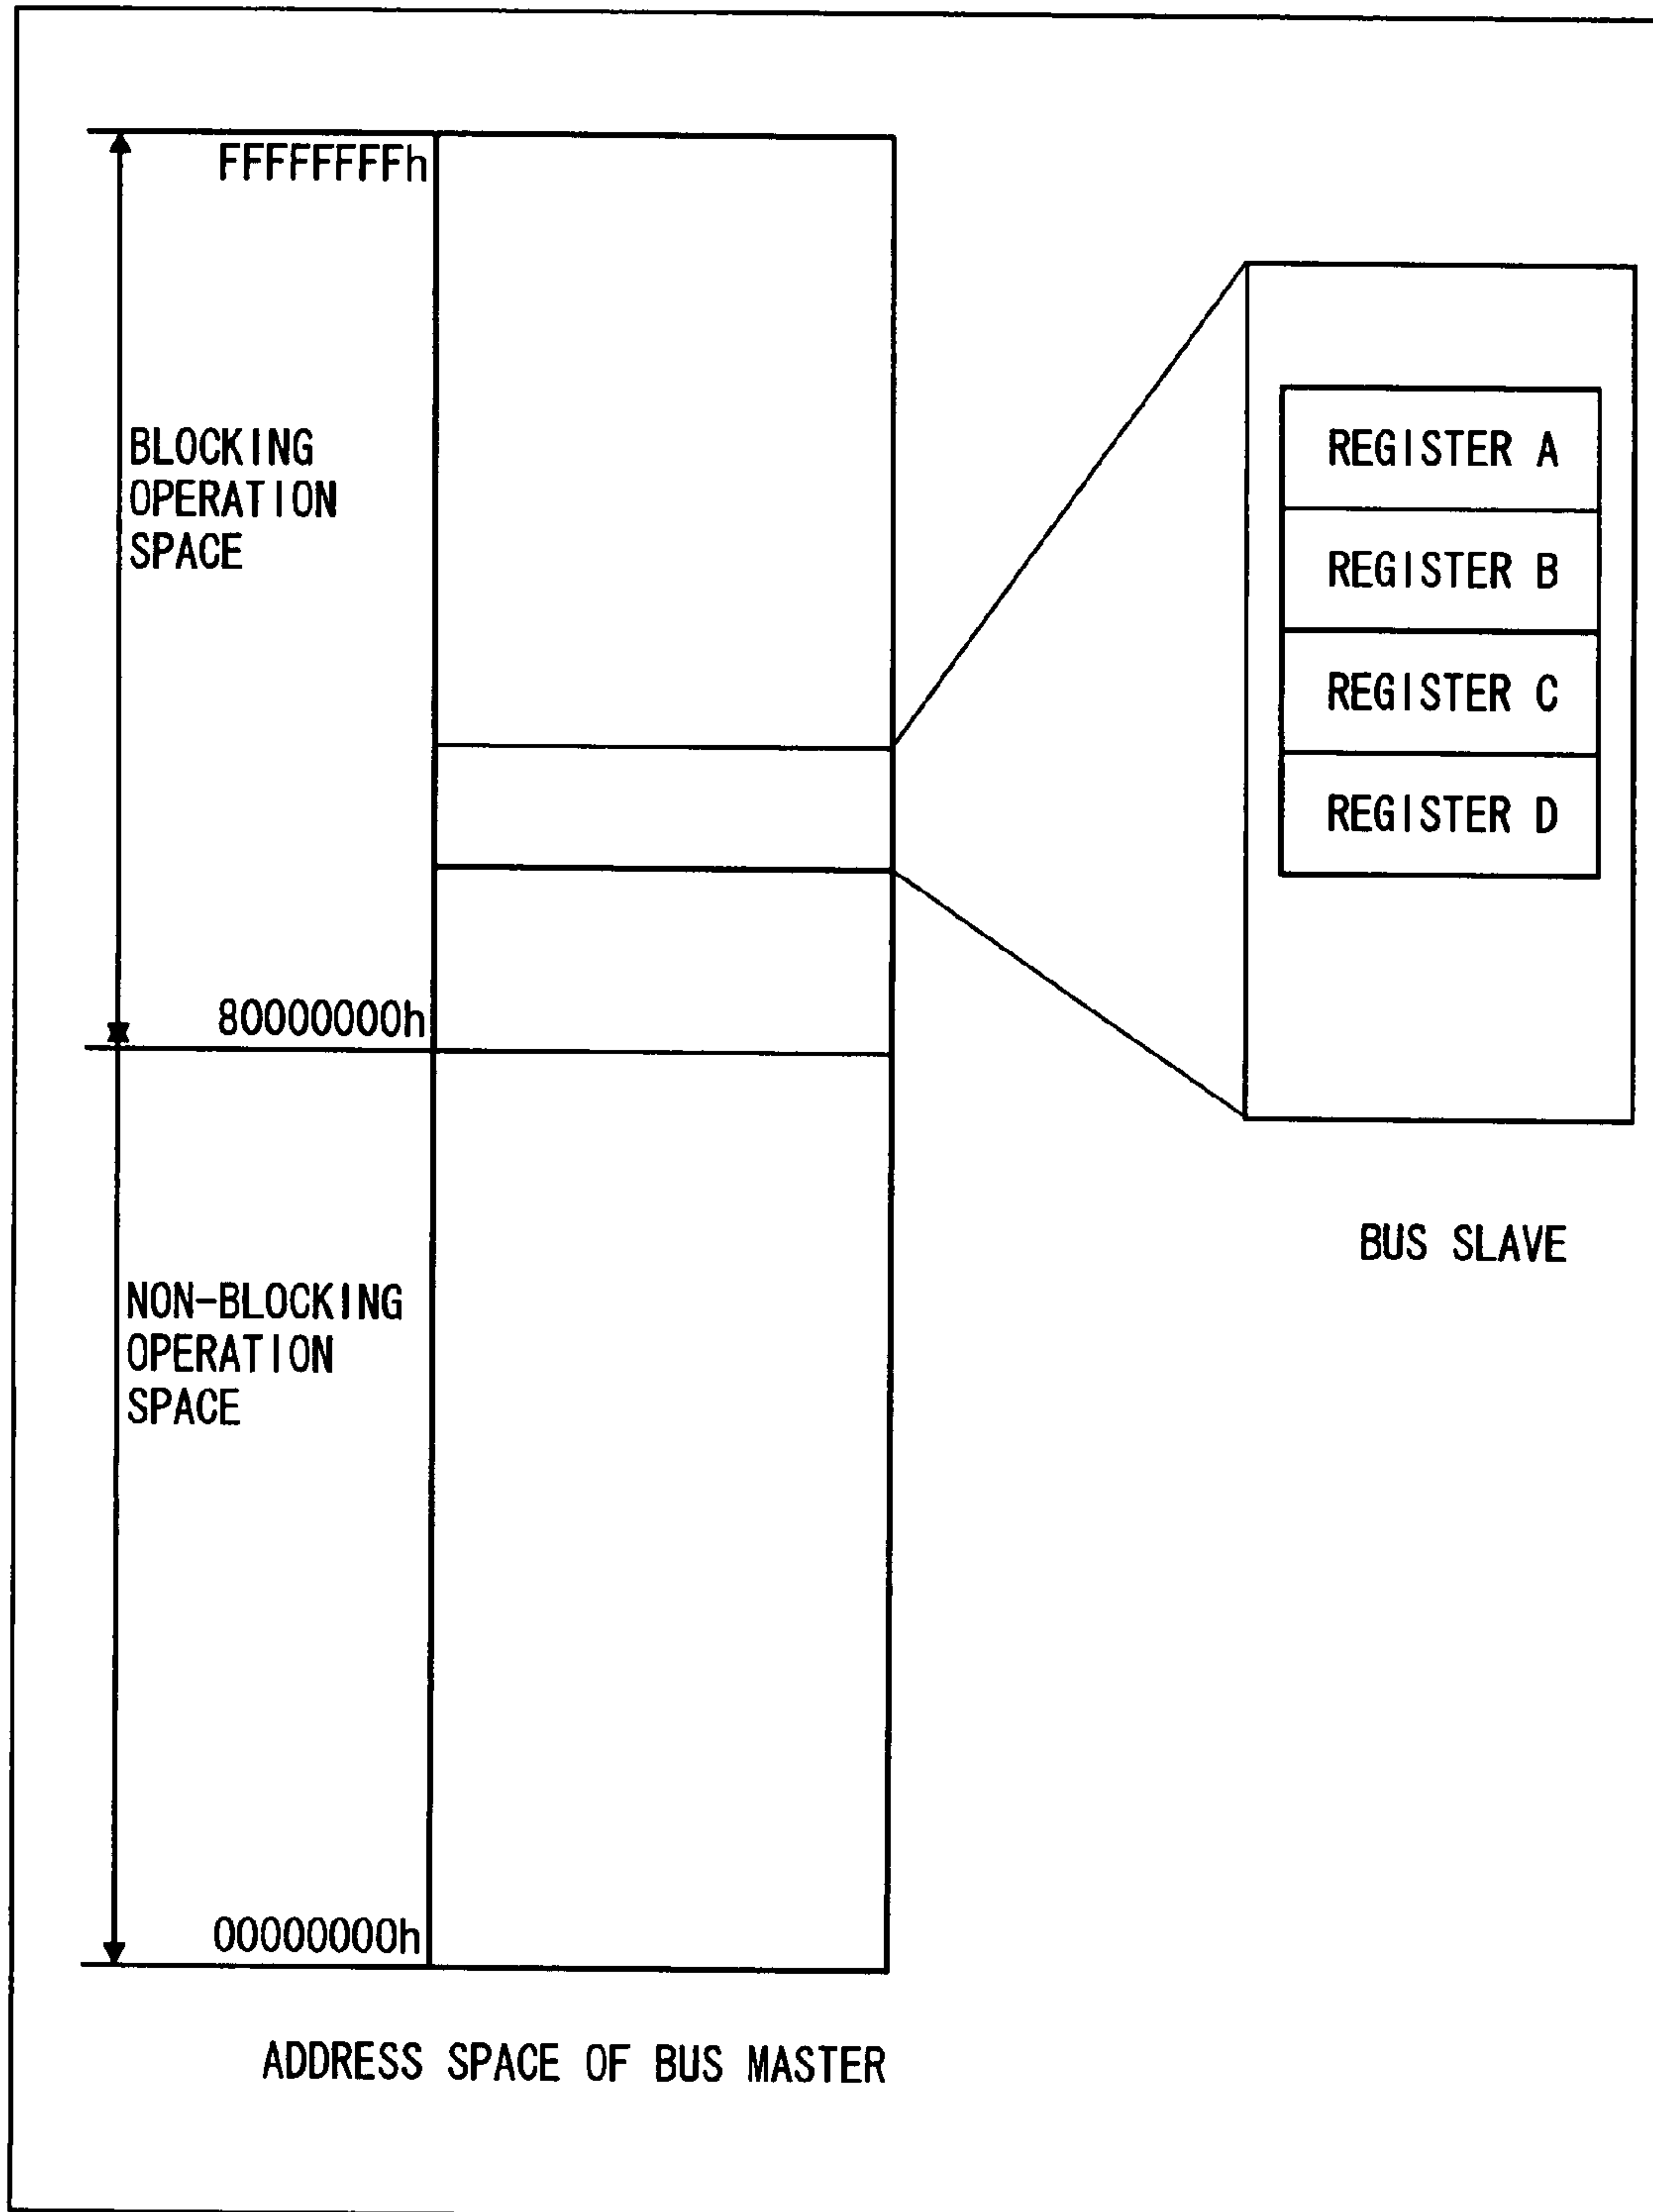 FFFFFFFFh
BLOCKING
OPERATION
SPACE
80000000h
NON-BLOCKING
OPERATION
SPACE
00000000h
ADDRESS SPACE OF BUS MASTER
REGISTER A
REGISTER B
REGISTER C
REGISTER D
BUS SLAVE